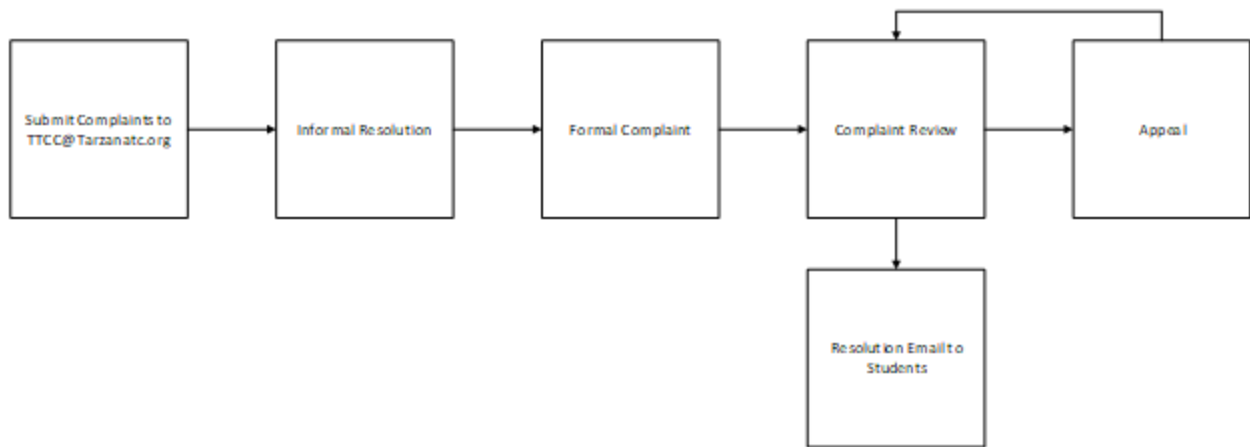 Submit Complaints to
TTCC@Tarzanatc.org
Informal Resolution
Formal Complaint
Complaint Review
Appeal
Resolution Email to
Students